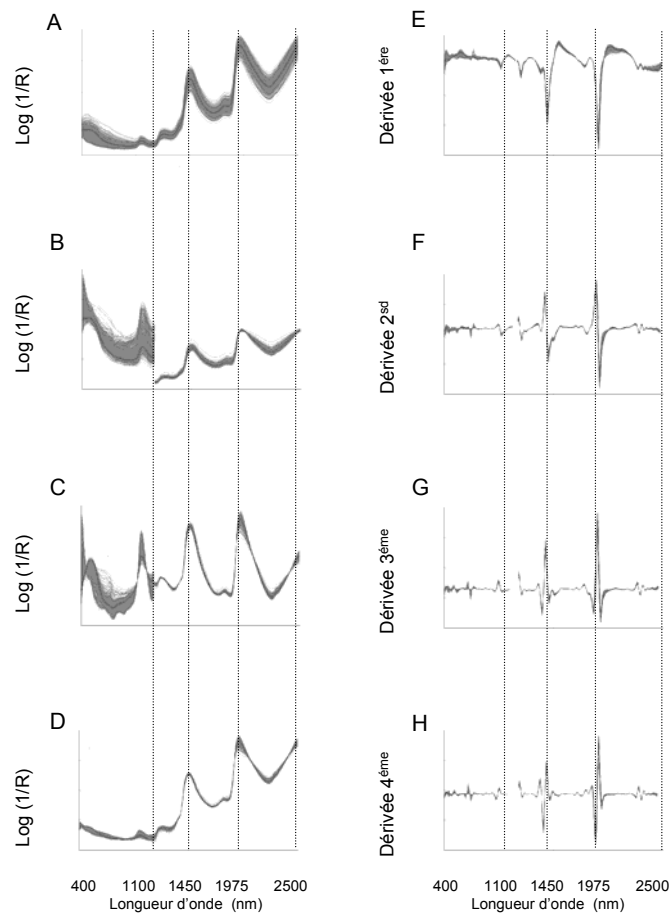 A
Log (1/R)
B
Log (1/R)
C
Log (1/R)
D
Log (1/R)
400 1100 1450 1975 2500
Longueur d'onde (nm)
E
Dérivée 1ère
F
Dérivée 2sd
G
Dérivée 3éme
H
Dérivée 4éme
400 1100 1450 1975 2500
Longueur d'onde (nm)